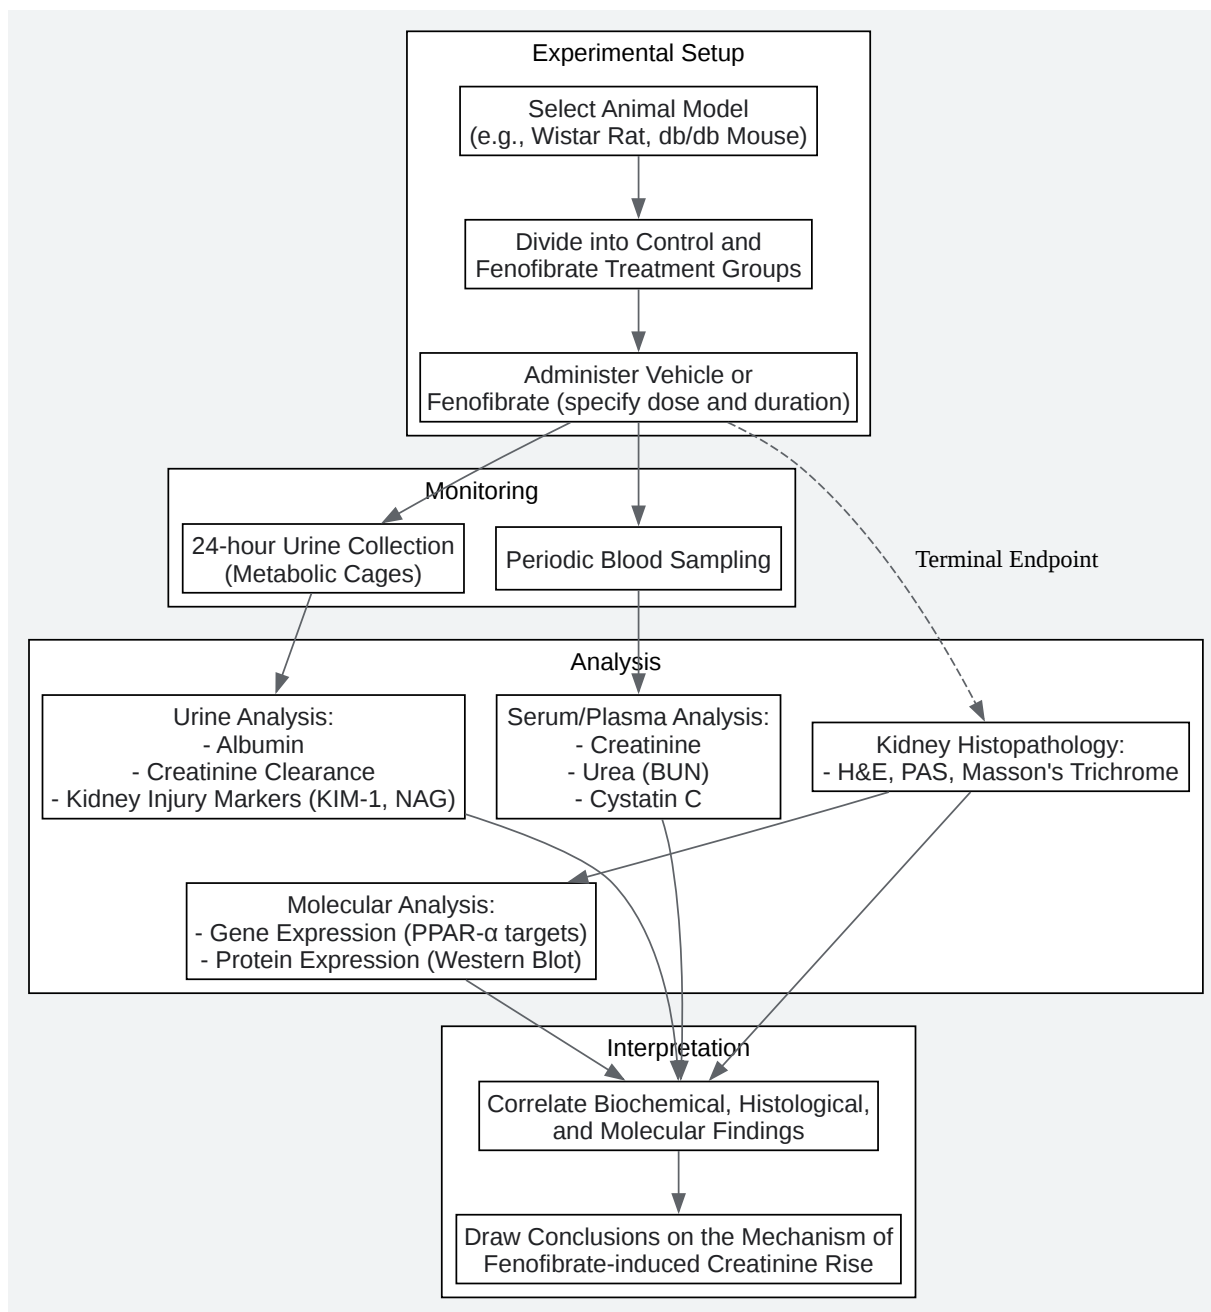 Experimental Setup
Select Animal Model
(e.g., Wistar Rat, db/db Mouse)
Divide into Control and
Fenofibrate Treatment Groups
Administer Vehicle or
Fenofibrate (specify dose and duration)
Monitoring
24-hour Urine Collection
(Metabolic Cages)
Periodic Blood Sampling
Terminal Endpoint
Analysis
Urine Analysis:
- Albumin
- Creatinine Clearance
- Kidney Injury Markers (KIM-1, NAG)
Serum/Plasma Analysis:
- Creatinine
- Urea (BUN)
- Cystatin C
Kidney Histopathology:
- H&E, PAS, Masson's Trichrome
Molecular Analysis:
- Gene Expression (PPAR-α targets)
- Protein Expression (Western Blot)
Interpretation
Correlate Biochemical, Histological,
and Molecular Findings
Draw Conclusions on the Mechanism of
Fenofibrate-induced Creatinine Rise